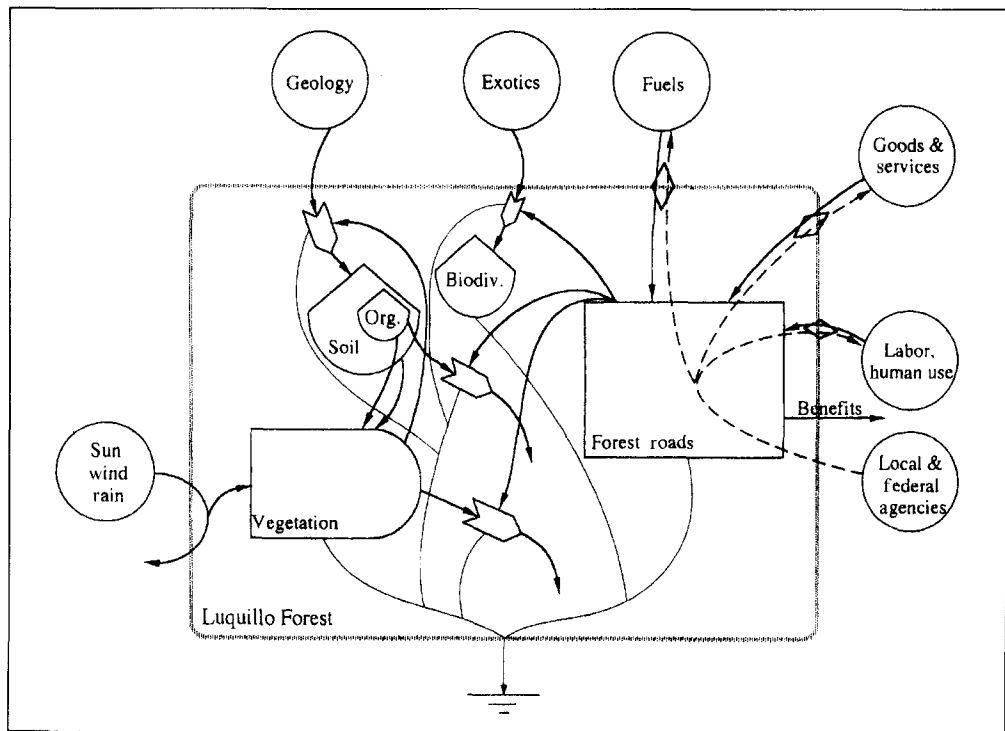 Geology
Exotics
Fuels
Goods &
services
Biodiv.
Org.
Soil
Labor,
human use
Benefits
Forest roads
Sun
wind
rain
Local &
federal
agencies
Vegetation
Luquillo Forest